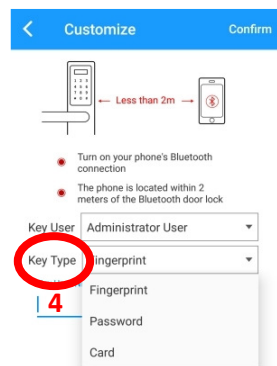 Customize Confirm
Less than 2m
Turn on your phone's Bluetooth
connection
The phone is located within 2
meters of the Bluetooth door lock
Key User Administrator User
Key Type Fingerprint
4
Fingerprint
Password
Card